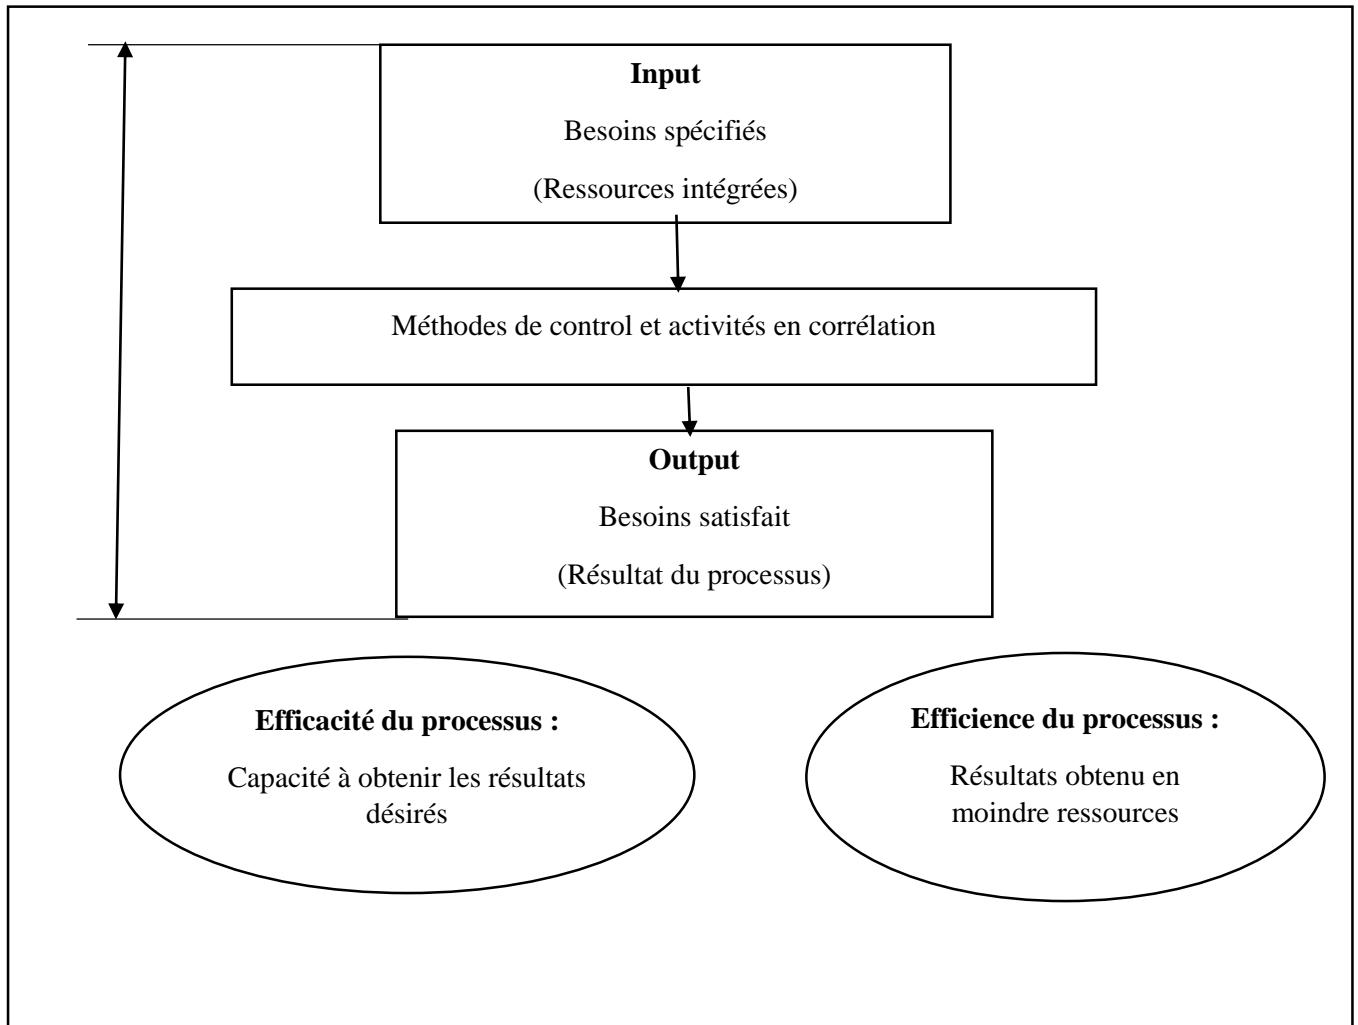 Input
Besoins spécifiés
(Ressources intégrées)
Méthodes de control et activités en corrélation
Output
Besoins satisfait
(Résultat du processus)
Efficacité du processus :
Capacité à obtenir les résultats
désirés
Efficience du processus :
Résultats obtenu en
moindre ressources